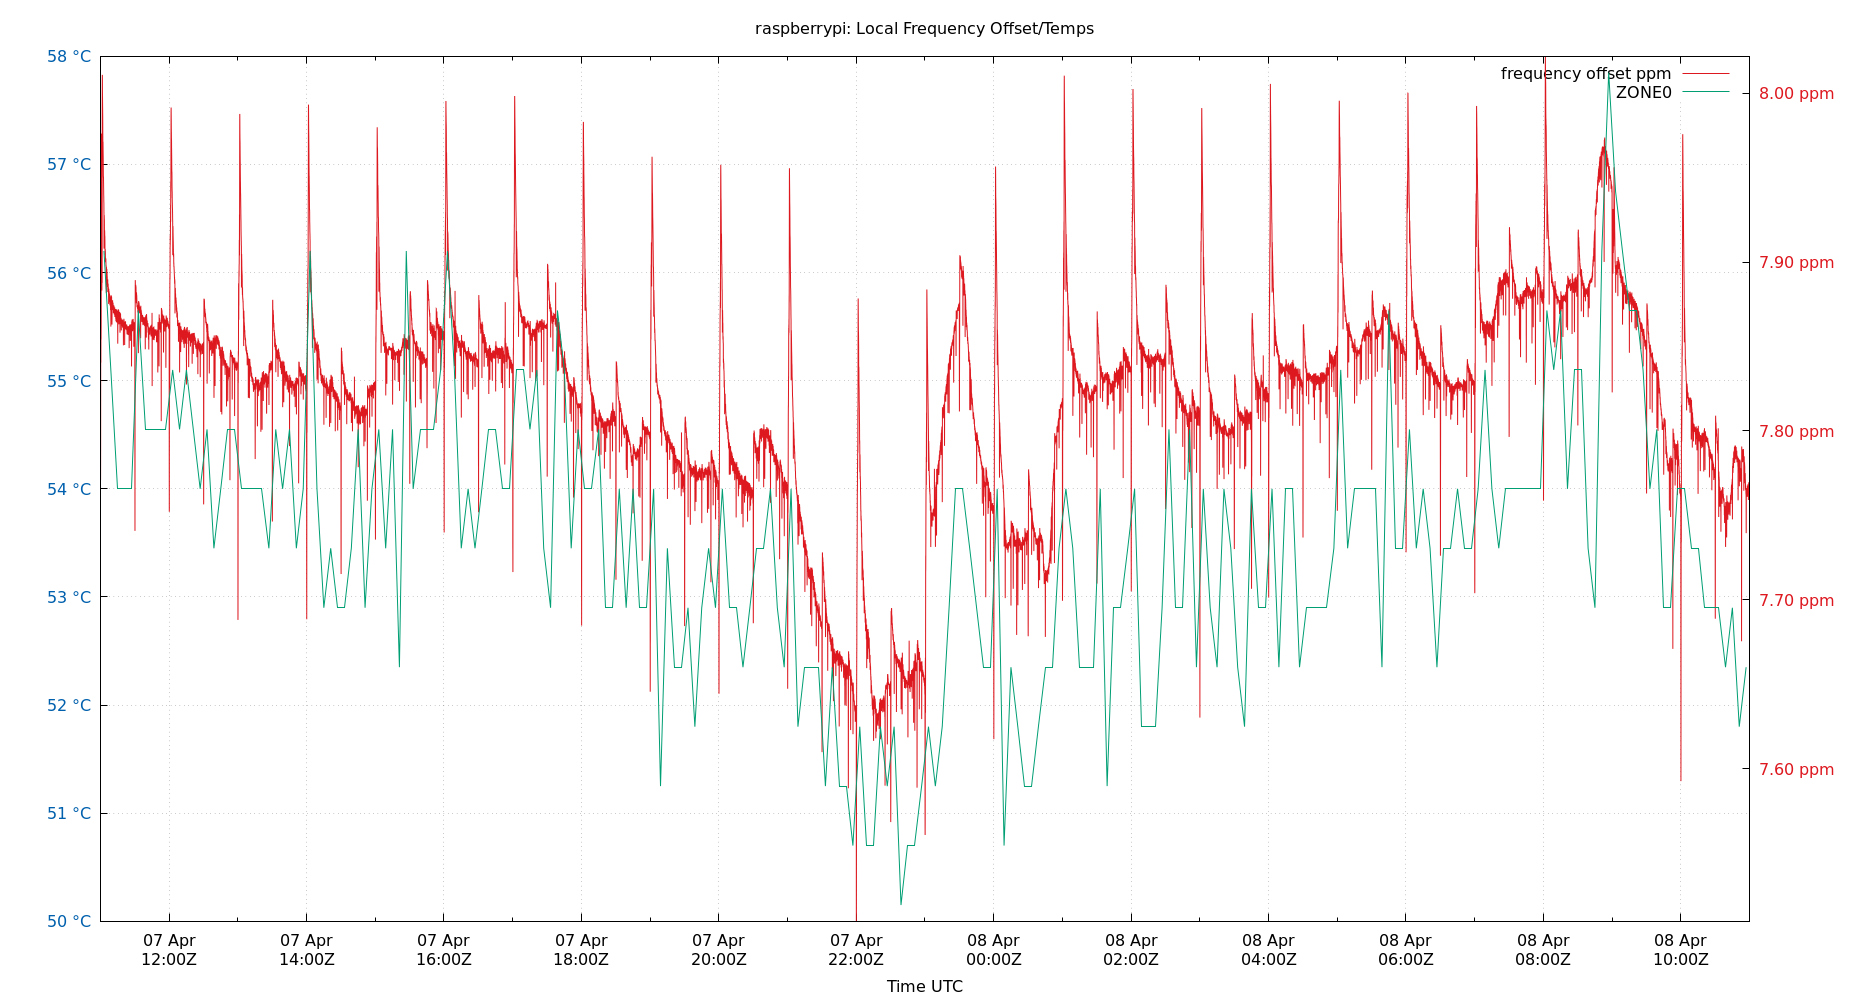 raspberrypi: Local Frequency Offset/Temps
58 °C
57 °C
56 °C
55 °C
54 °C
53 °C
52 °C
51 °C
50 °C
frequency offset ppm
ZONE0
8.00 ppm
7.90 ppm
7.80 ppm
7.70 ppm
7.60 ppm
07 Apr
12:00Z
07 Apr
14:00Z
07 Apr
16:00Z
07 Apr
18:00Z
07 Apr
20:00Z
07 Apr
22:00Z
08 Apr
00:00Z
08 Apr
02:00Z
08 Apr
04:00Z
08 Apr
06:00Z
08 Apr
08:00Z
08 Apr
10:00Z
Time UTC